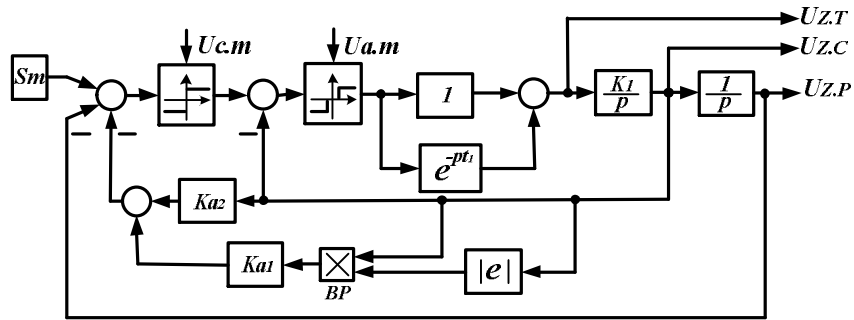 UZ.T
Uc.m
Ua.m
UZ.C
Sm
1
K1/p
1/p
UZ.P
e^-pt1
Ka2
Ka1
BP
|e|